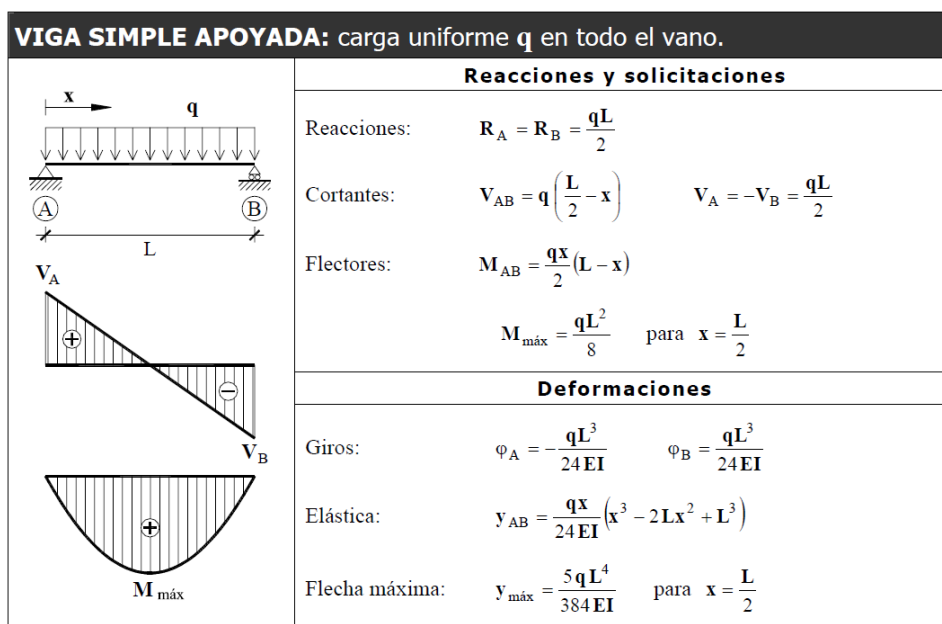 VIGA SIMPLE APOYADA: carga uniforme q en todo el vano.
x
q
A
B
L
V_A
+
−
V_B
+
M_máx
Reacciones y solicitaciones
Reacciones: R_A = R_B = qL/2
Cortantes: V_AB = q(L/2 − x) V_A = −V_B = qL/2
Flectores: M_AB = qx/2 (L − x)
M_máx = qL²/8 para x = L/2
Deformaciones
Giros: φ_A = −qL³/24EI φ_B = qL³/24EI
Elástica: y_AB = qx/24EI (x³ − 2Lx² + L³)
Flecha máxima: y_máx = 5qL⁴/384EI para x = L/2